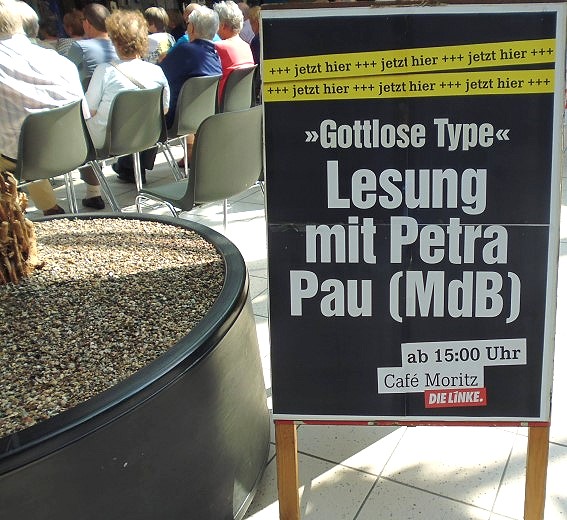 +++ jetzt hier +++ jetzt hier +++ jetzt hier +++
+++ jetzt hier +++ jetzt hier +++ jetzt hier +++
»Gottlose Type«
Lesung
mit Petra
Pau (MdB)
ab 15:00 Uhr
Café Moritz
DIE LINKE.